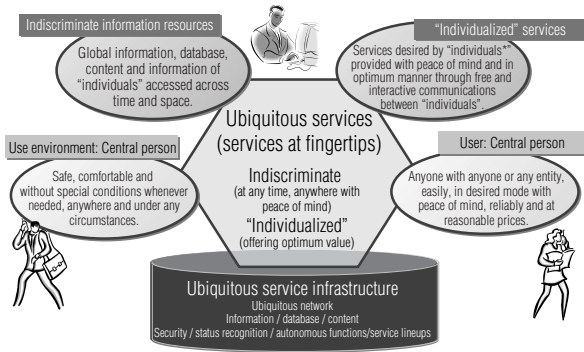 Indiscriminate information resources
Global information, database,
content and information of
“individuals” accessed across
time and space.
“Individualized” services
Services desired by “individuals*”
provided with peace of mind and in
optimum manner through free and
interactive communications
between “individuals”.
Ubiquitous services
(services at fingertips)
Indiscriminate
(at any time, anywhere with
peace of mind)
“Individualized”
(offering optimum value)
Use environment: Central person
Safe, comfortable and
without special conditions whenever
needed, anywhere and under any
circumstances.
User: Central person
Anyone with anyone or any entity,
easily, in desired mode with
peace of mind, reliably and at
reasonable prices.
Ubiquitous service infrastructure
Ubiquitous network
Information / database / content
Security / status recognition / autonomous functions/service lineups